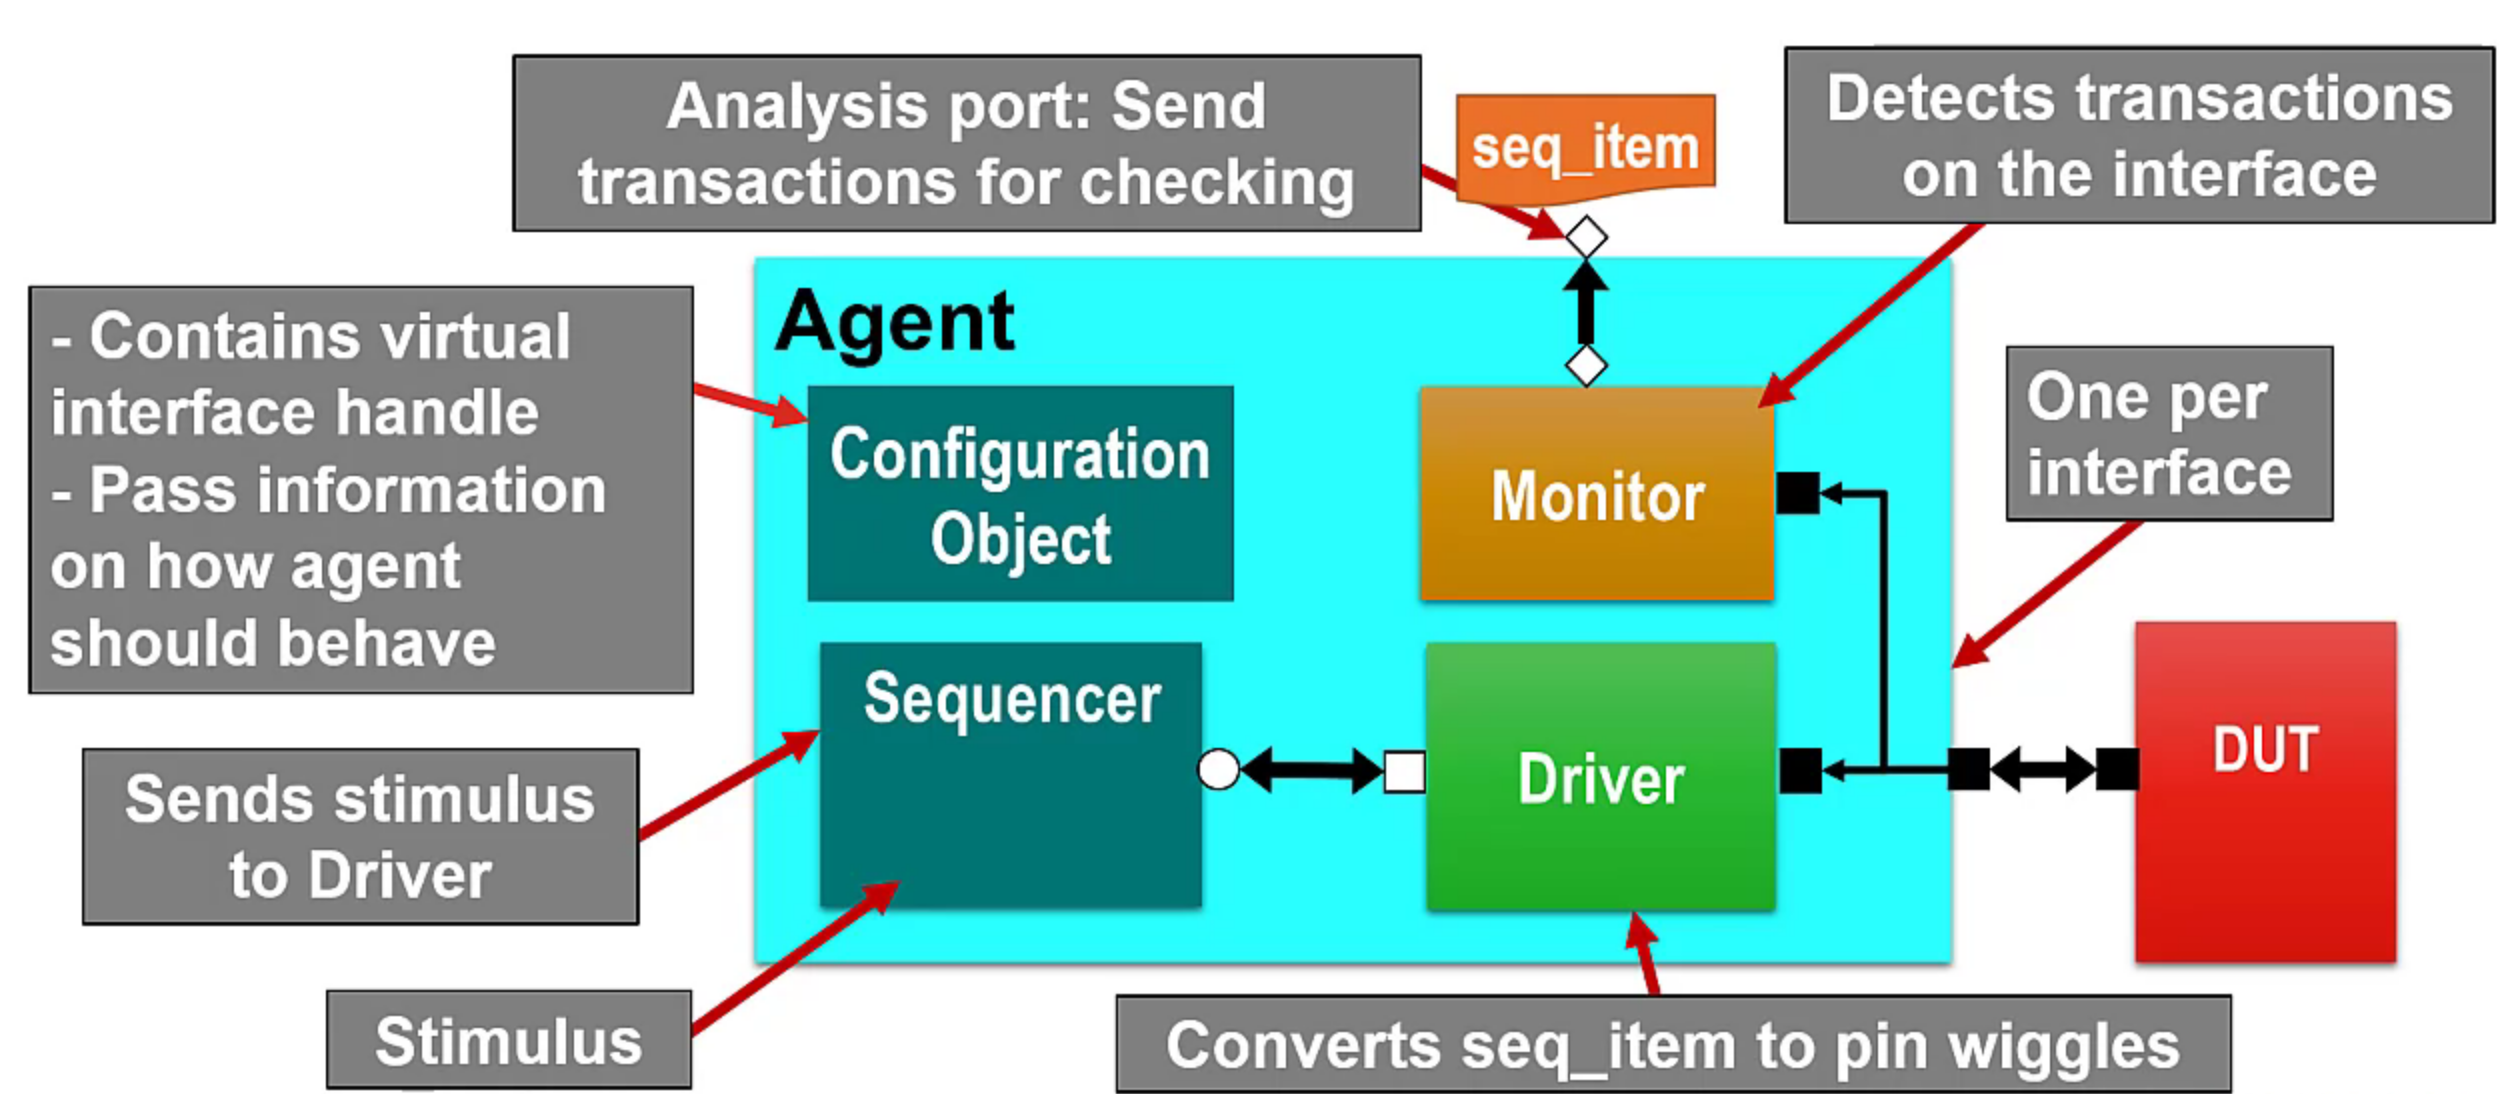 Analysis port: Send
transactions for checking
seq_item
Detects transactions
on the interface
- Contains virtual
interface handle
- Pass information
on how agent
should behave
Agent
Configuration
Object
Monitor
One per
interface
Sequencer
Driver
DUT
Sends stimulus
to Driver
Stimulus
Converts seq_item to pin wiggles